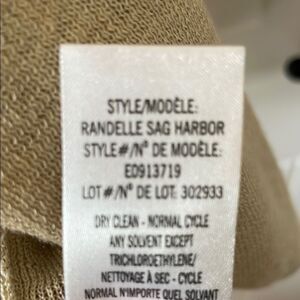 STYLE/MODÈLE:
RANDELLE SAG HARBOR
STYLE#/Nº DE MODÈLE:
E0913719
LOT#/Nº DE LOT: 302933
DRY CLEAN - NORMAL CYCLE
ANY SOLVENT EXCEPT
TRICHLOROETHYLENE/
NETTOYAGE À SEC - CYCLE
NORMAL N'IMPORTE QUEL SOLVANT